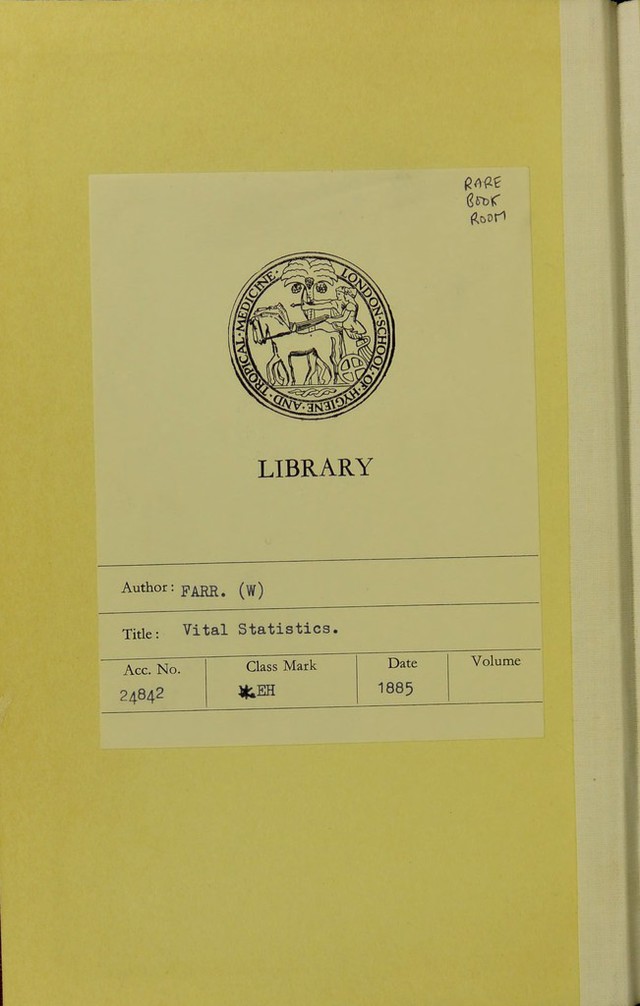 RARE
BOOK
ROOM
LONDON·SCHOOL·OF·HYGIENE·AND·TROPICAL·MEDICINE·
LIBRARY
Author: FARR. (W)
Title: Vital Statistics.
Acc. No. Class Mark Date Volume
24842 *EH 1885